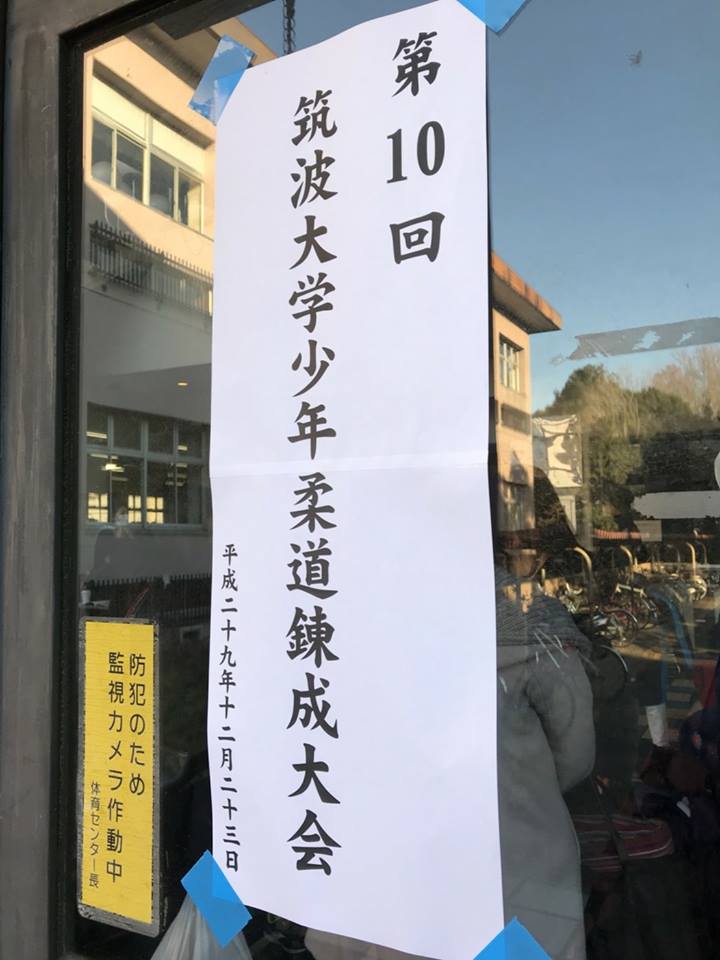 第10回
筑波大学少年柔道錬成大会
平成二十九年十二月二十三日
防犯のため
監視カメラ作動中
体育センター長